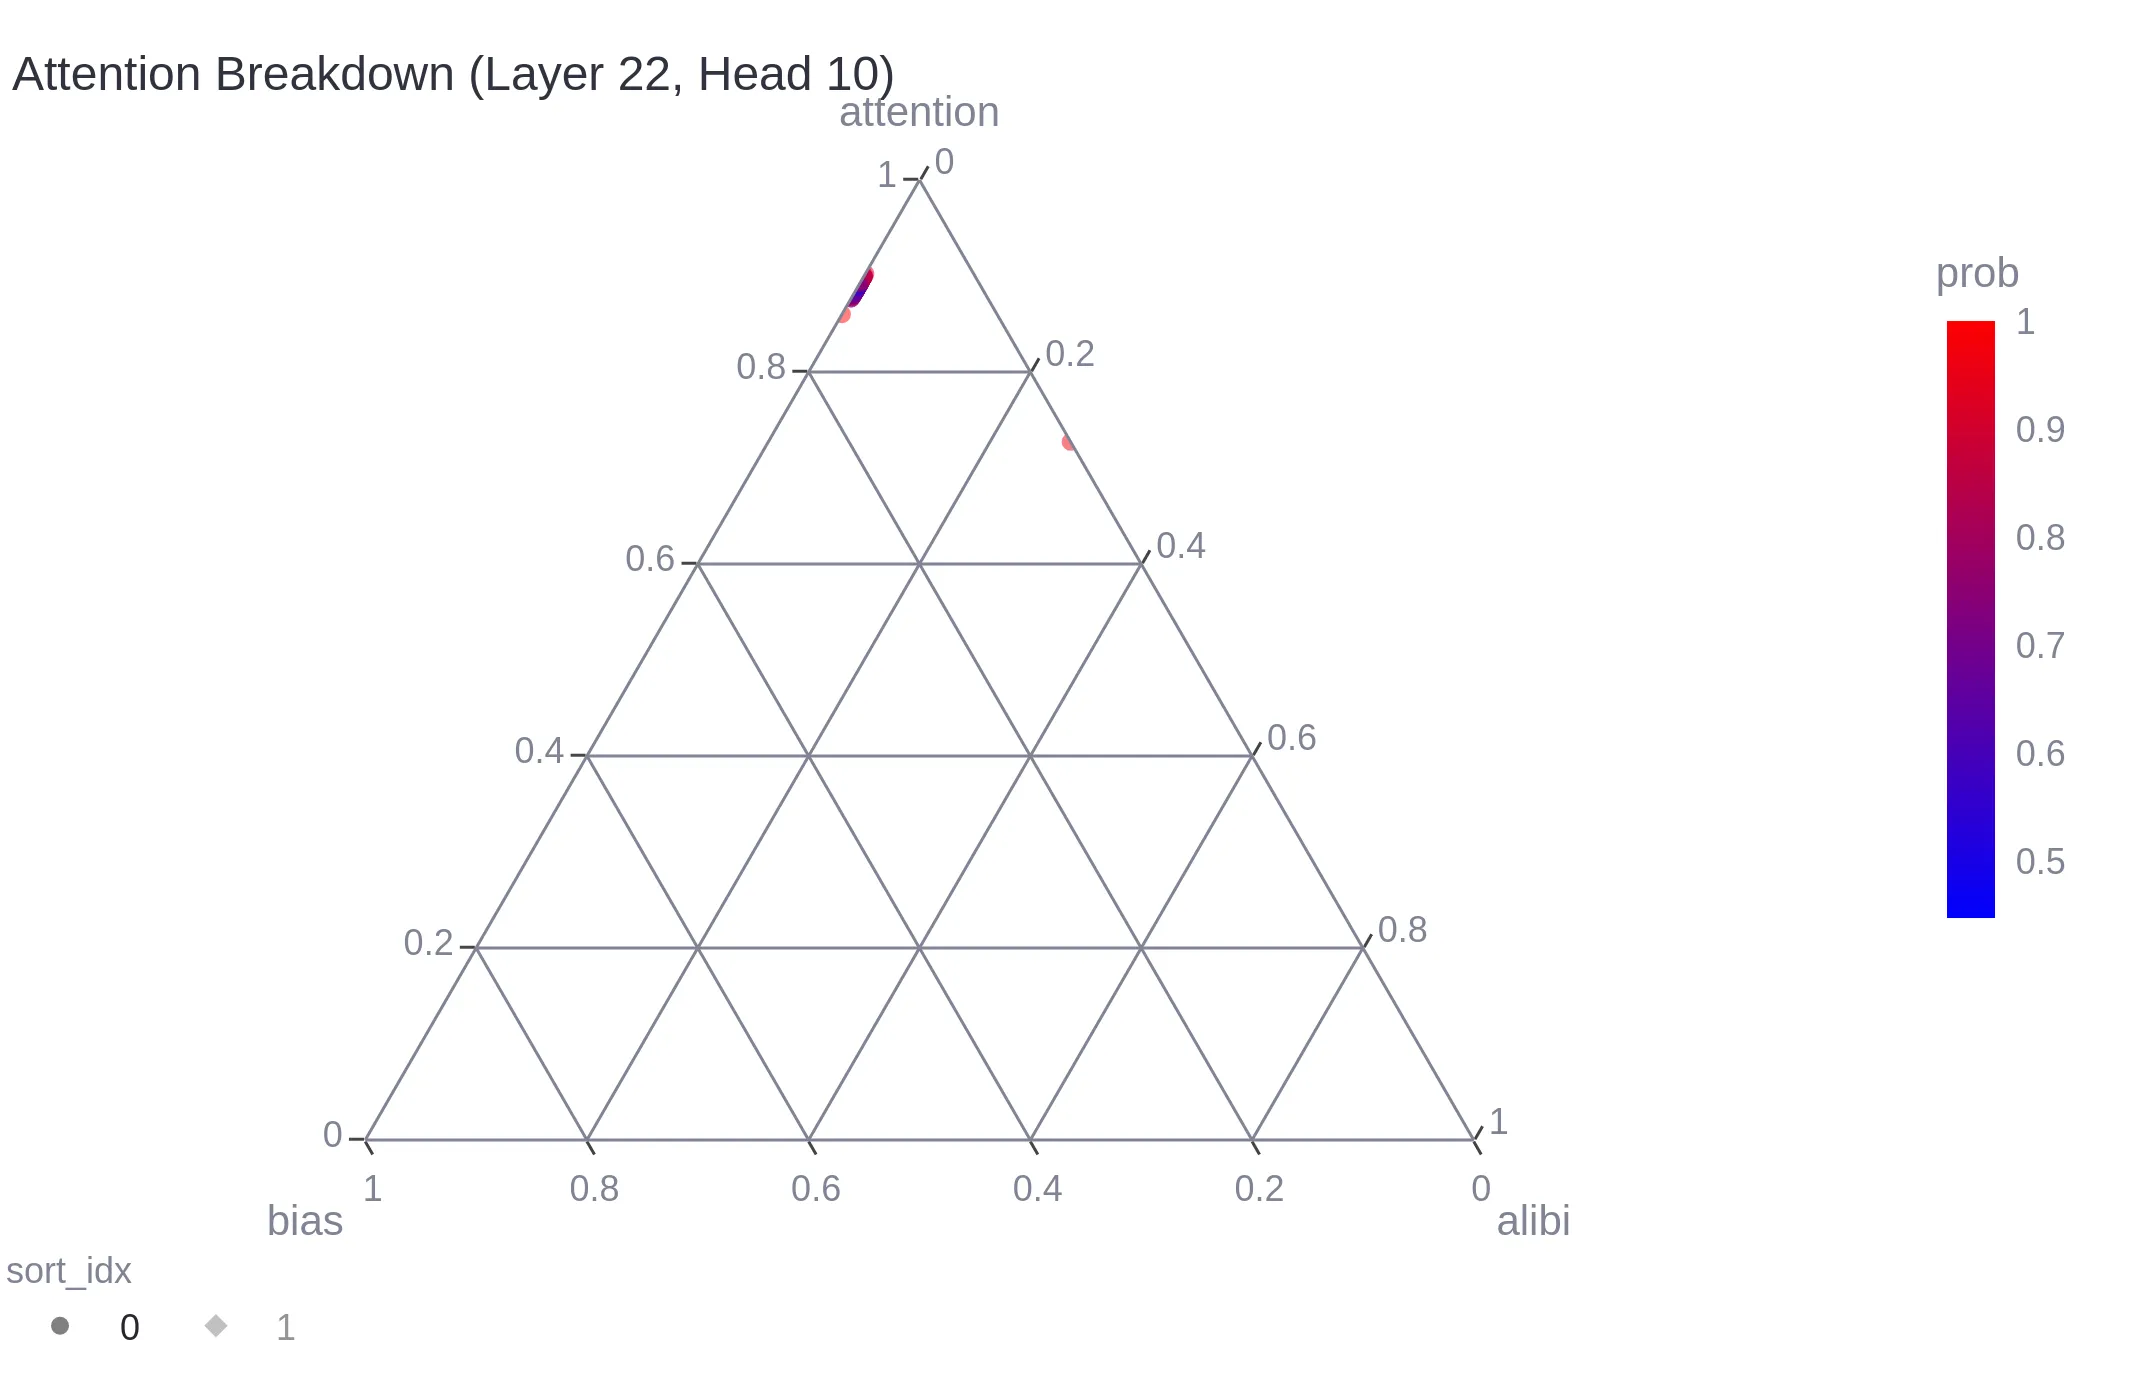 Attention Breakdown (Layer 22, Head 10)
attention
1 0
0.8 0.2
0.6 0.4
0.4 0.6
0.2 0.8
0 1
1 0.8 0.6 0.4 0.2 0
bias alibi
prob
1
0.9
0.8
0.7
0.6
0.5
sort_idx
0 1